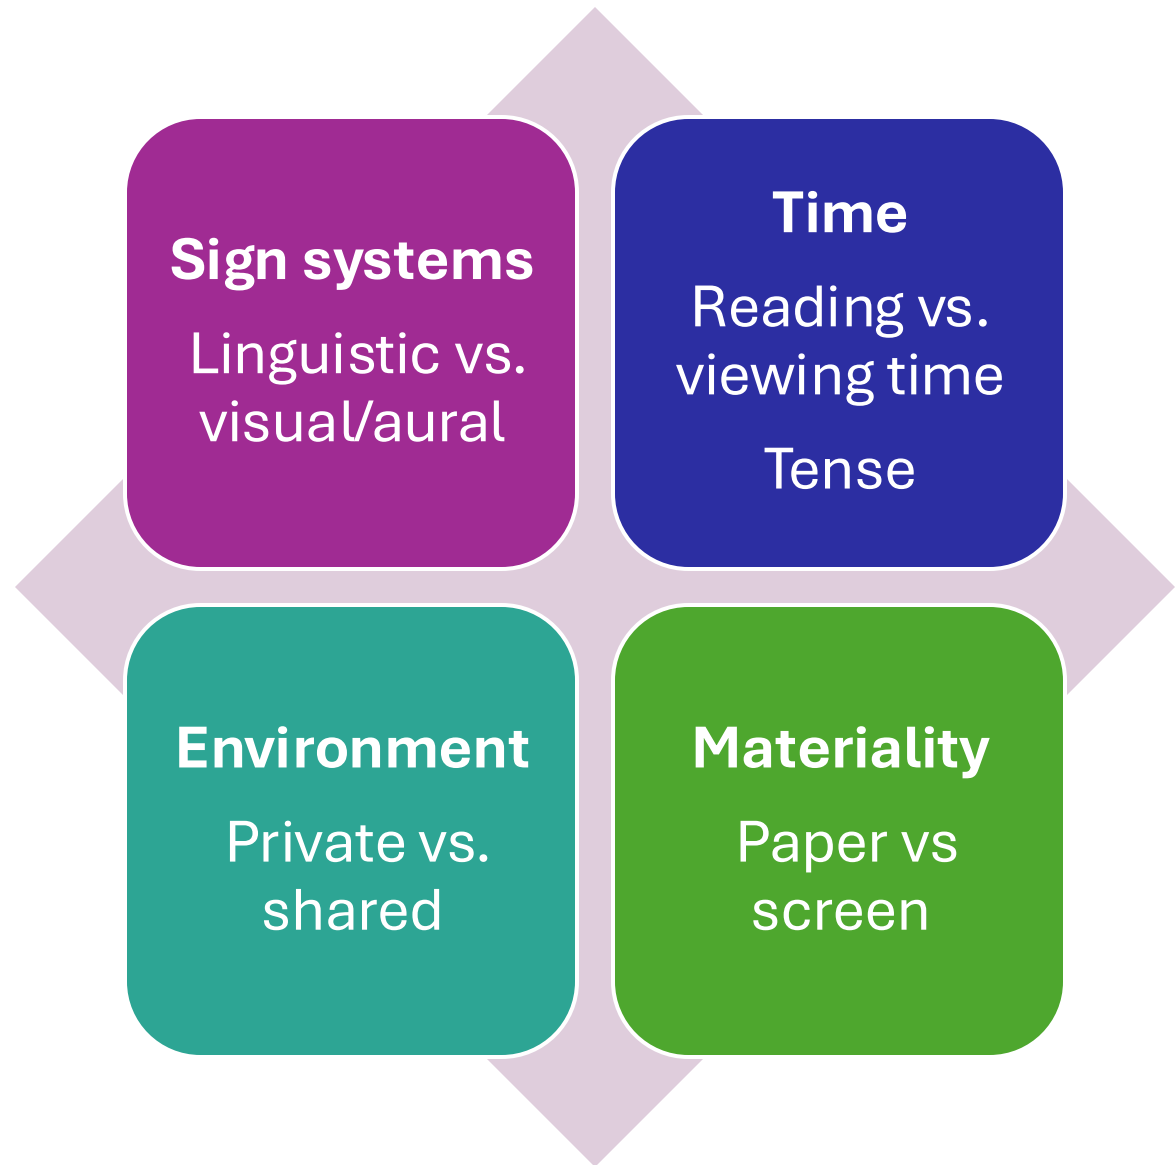 Sign systems
Linguistic vs.
visual/aural
Time
Reading vs.
viewing time
Tense
Environment
Private vs.
shared
Materiality
Paper vs
screen